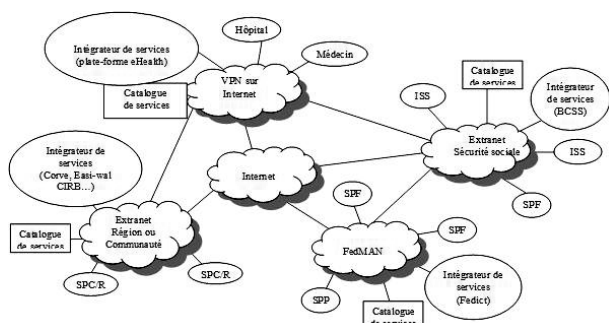 Intégrateur de services
(plate-forme eHealth)
Hôpital
Médecin
VPN sur
Internet
Catalogue
de services
ISS
Catalogue
de services
Intégrateur
de services
(BCSS)
Extranet
Sécurité sociale
ISS
SPF
Intégrateur de
services
(Corve, Easi-wal
CIRB...)
Internet
Catalogue
de services
Extranet
Région ou
Communauté
SPC/R
SPC/R
SPF
SPF
FedMAN
SPP
Intégrateur de
services
(Fedict)
Catalogue
de services